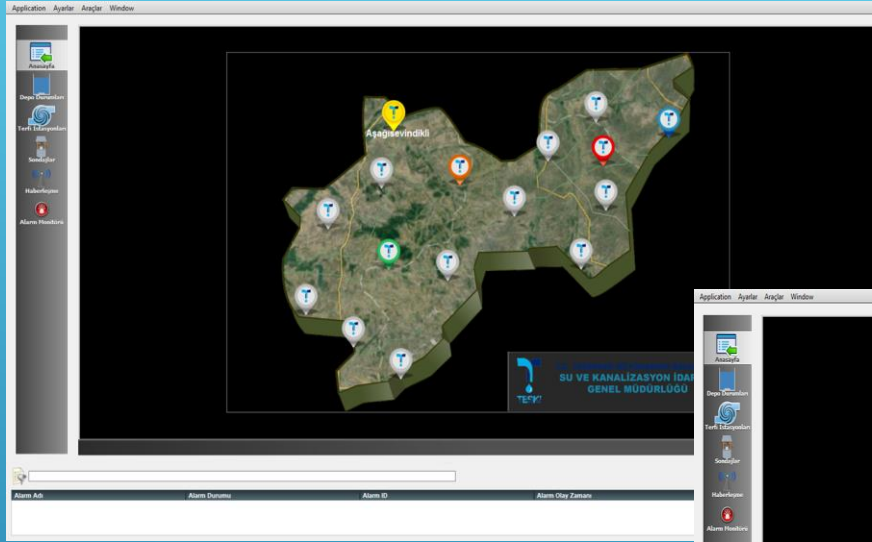 Application Ayarlar Araçlar Window
Anasayfa
Depo Durumları
Terfi İstasyonları
Sondajlar
Haberleşme
Alarm Monitörü
Aşağısevindikli
SU VE KANALİZASYON İDAR
GENEL MÜDÜRLÜĞÜ
TESKİ
Alarm Adı Alarm Durumu Alarm ID Alarm Olay Zamanı
Application Ayarlar Araçlar Window
Anasayfa
Depo Durumları
Terfi İstasyonları
Sondajlar
Haberleşme
Alarm Monitörü